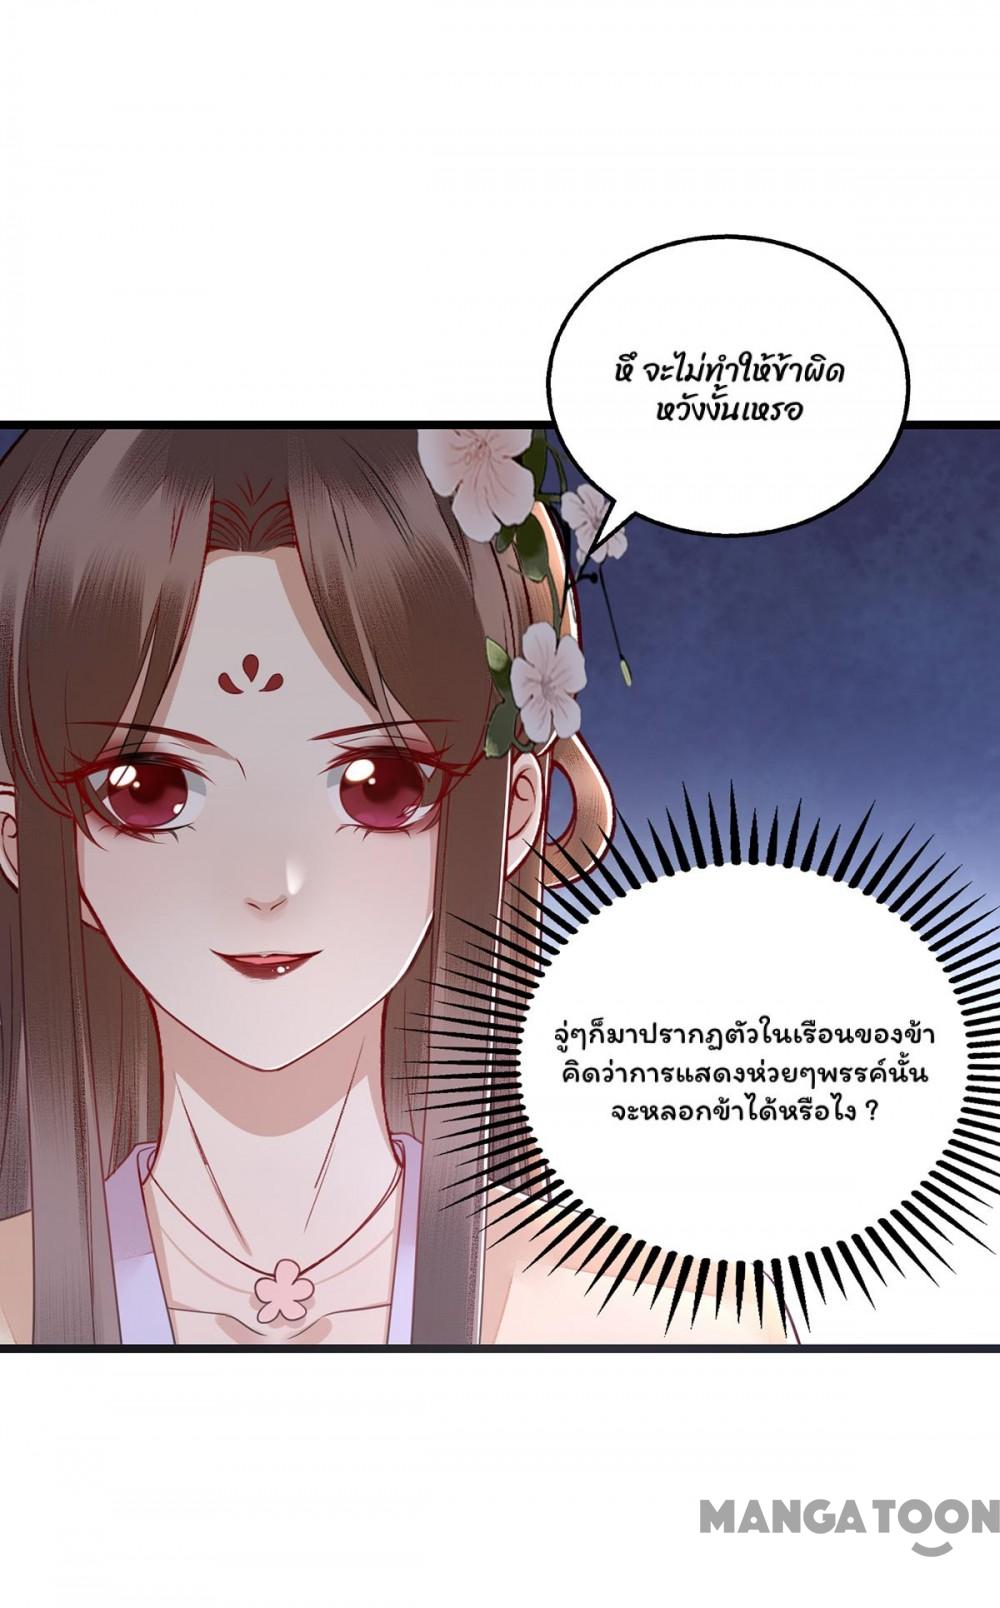 หึ จะไม่ทำให้ข้าผิด
หวังงั้นเหรอ
จู่ๆก็มาปรากฏตัวในเรือนของข้า
คิดว่าการแสดงห่วยๆพรรค์นั้น
จะหลอกข้าได้หรือไง ?
MANGATOON